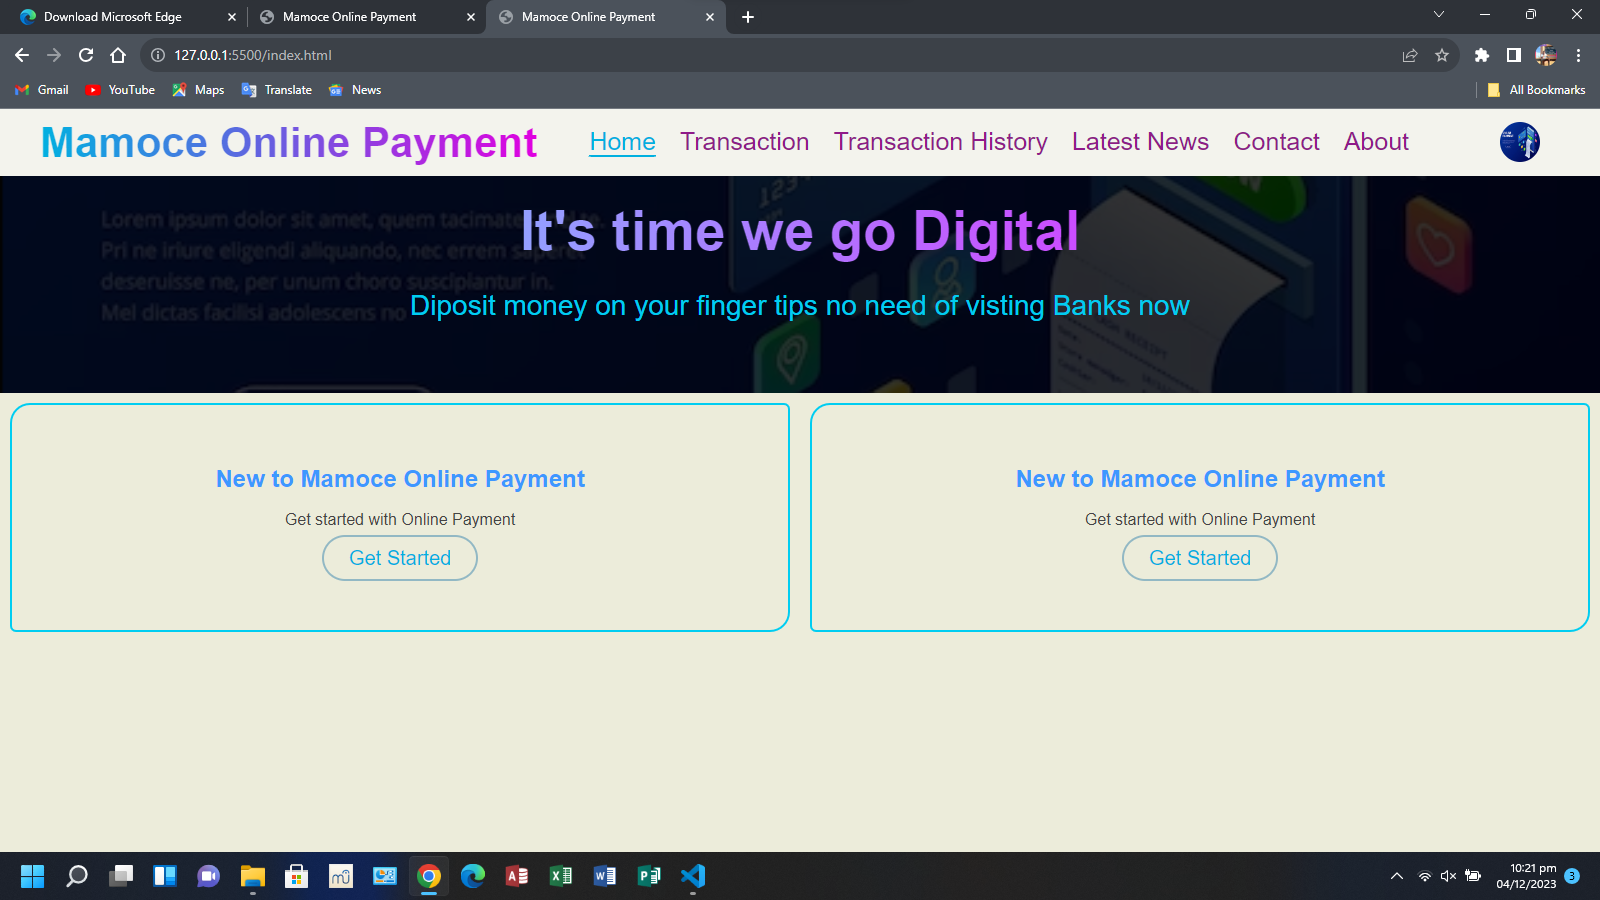 Download Microsoft Edge
Mamoce Online Payment
Mamoce Online Payment
127.0.0.1:5500/index.html
Gmail
YouTube
Maps
Translate
News
All Bookmarks
Mamoce Online Payment
Home
Transaction
Transaction History
Latest News
Contact
About
It's time we go Digital
Lorem ipsum dolor sit amet, quem
Pri ne iriure eligendi aliquando, nec errem
deseruisse ne, per unum choro suscipiantur in.
Mel dictas facilisi adolescens no
Diposit money on your finger tips no need of visting Banks now
New to Mamoce Online Payment
Get started with Online Payment
Get Started
New to Mamoce Online Payment
Get started with Online Payment
Get Started
10:21 pm
04/12/2023
3